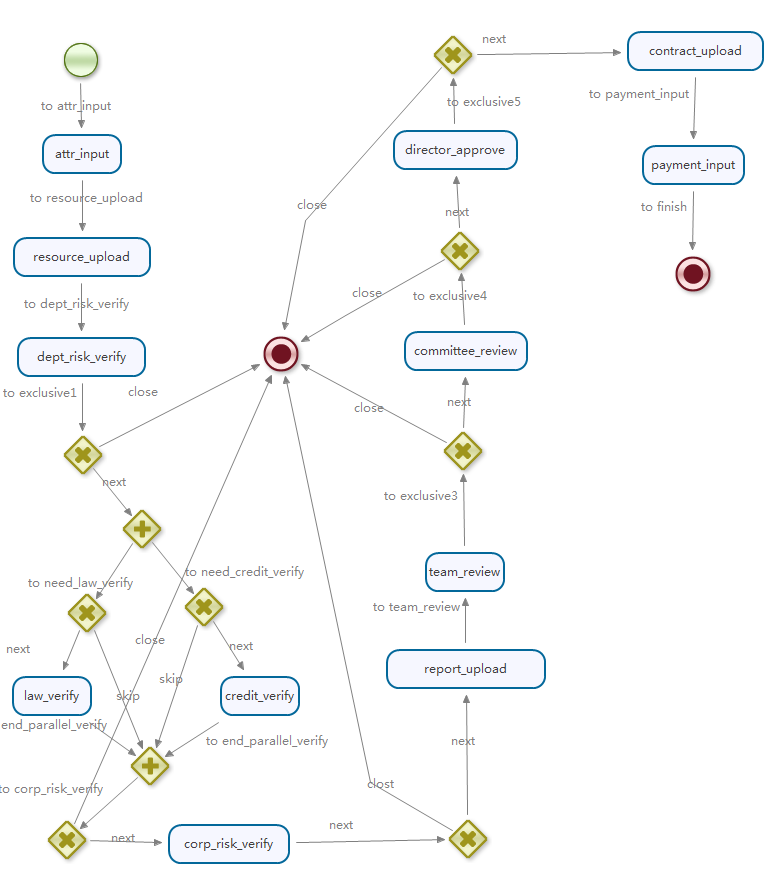 next
contract_upload
to payment_input
to exclusive5
to attr_input
attr_input
director_approve
payment_input
to resource_upload
close
next
to finish
resource_upload
close
to exclusive4
to dept_risk_verify
dept_risk_verify
committee_review
to exclusive1
close
close
next
next
to exclusive3
to need_law_verify
to need_credit_verify
team_review
to team_review
next
close
next
report_upload
skip
skip
law_verify
credit_verify
end_parallel_verify
to end_parallel_verify
next
to corp_risk_verify
clost
next
corp_risk_verify
next